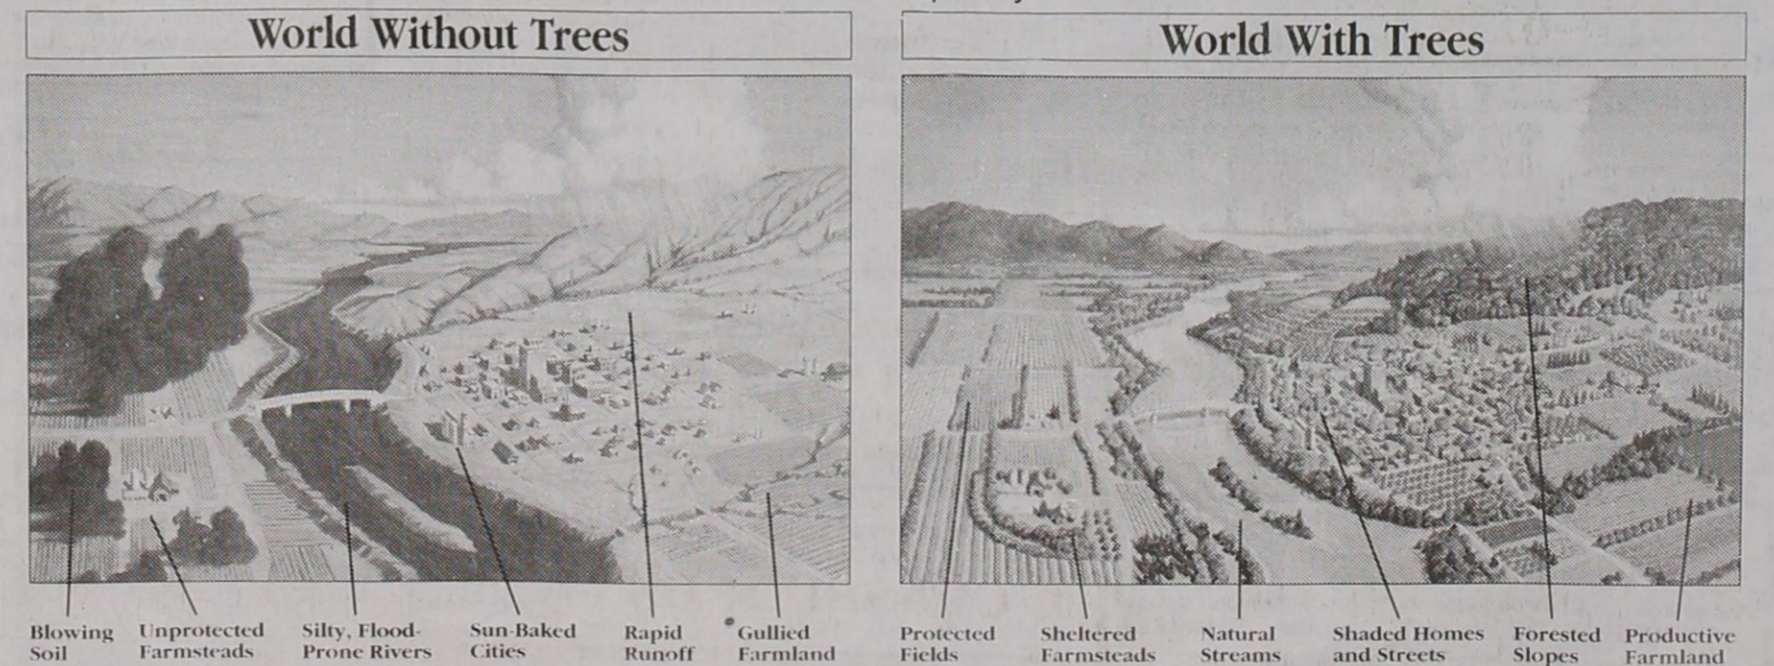 World Without Trees
World With Trees
Blowing
Soil
Unprotected
Farmsteads
Silty, Flood-
Prone Rivers
Sun-Baked
Cities
Rapid
Runoff
Gullied
Farmland
Protected
Fields
Sheltered
Farmsteads
Natural
Streams
Shaded Homes
and Streets
Forested
Slopes
Productive
Farmland